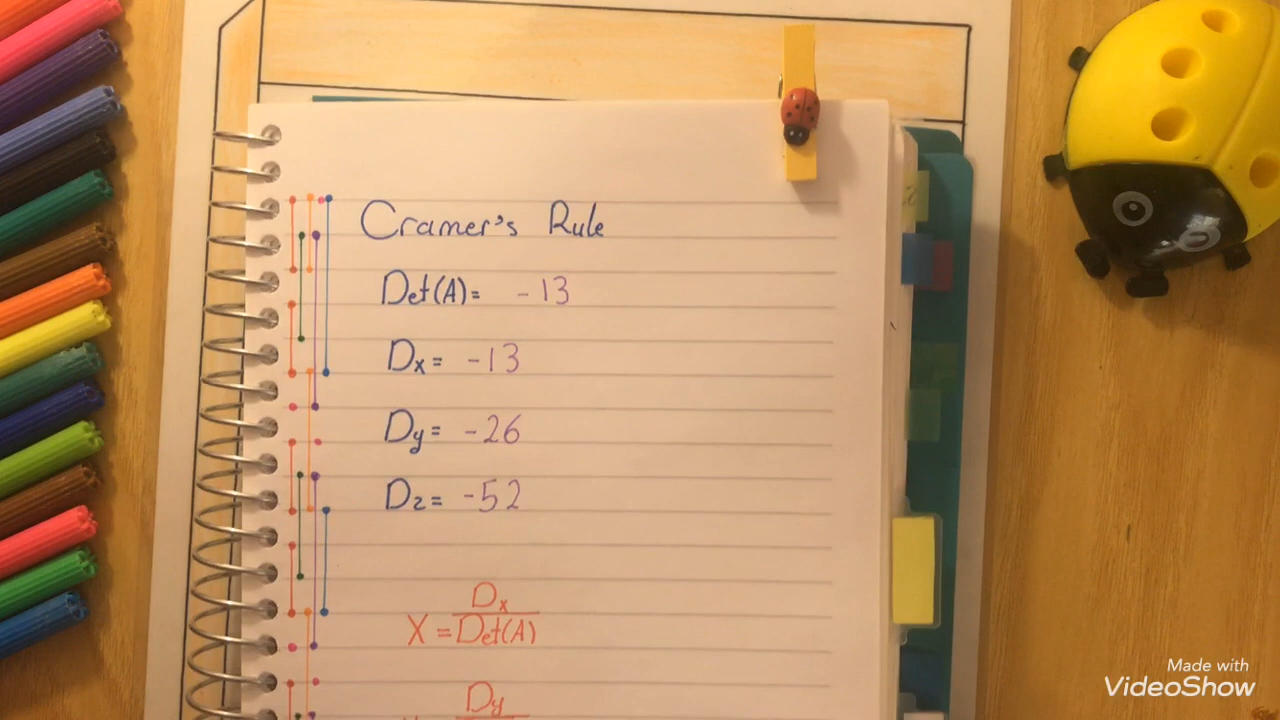 Cramer's Rule
Det(A)= -13
Dx= -13
Dy= -26
Dz= -52
Dx
X = Det(A)
Dy
Made with
VideoShow